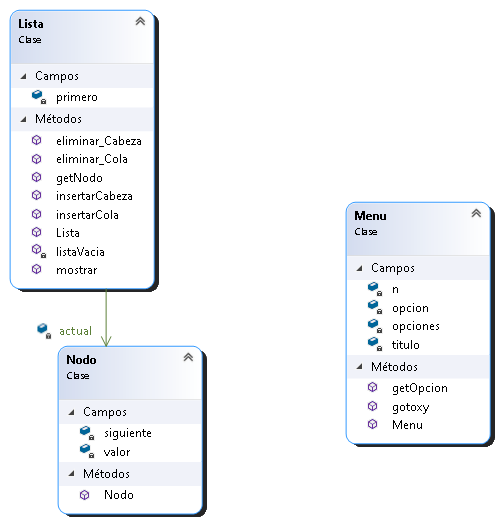 Lista
Clase
Campos
primero
Métodos
eliminar_Cabeza
eliminar_Cola
getNodo
insertarCabeza
insertarCola
Lista
listaVacia
mostrar
actual
Nodo
Clase
Campos
siguiente
valor
Métodos
Nodo
Menu
Clase
Campos
n
opcion
opciones
titulo
Métodos
getOpcion
gotoxy
Menu